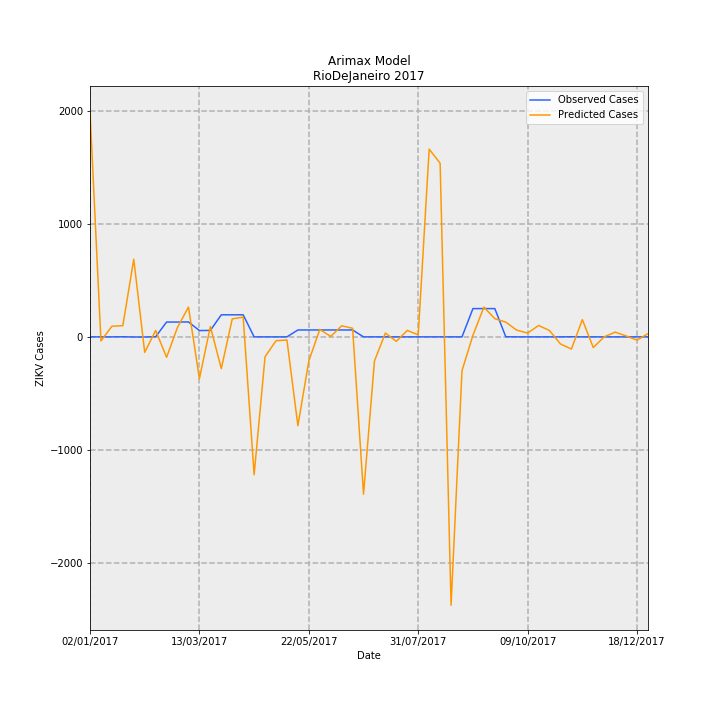 Arimax Model
RioDeJaneiro 2017
Observed Cases
Predicted Cases
2000
1000
0
−1000
−2000
ZIKV Cases
02/01/2017 13/03/2017 22/05/2017 31/07/2017 09/10/2017 18/12/2017
Date